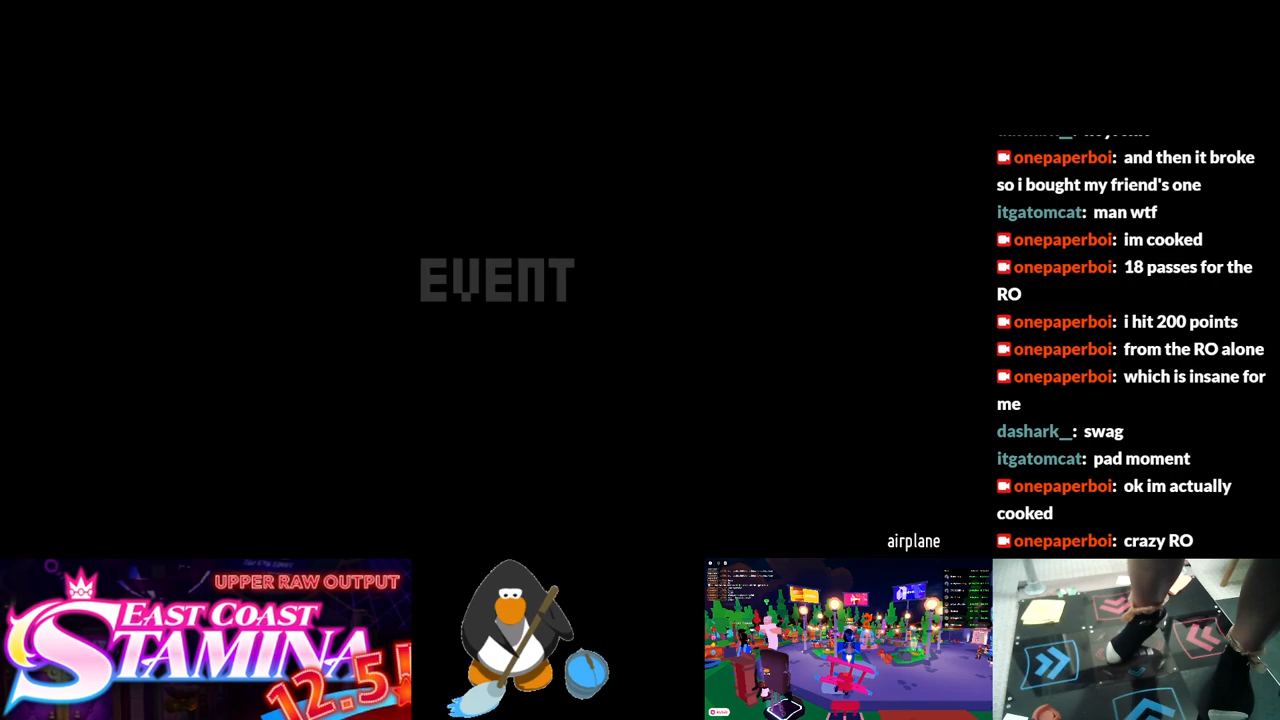 EVENT
onepaperboi: and then it broke
so i bought my friend's one
itgatomcat: man wtf
onepaperboi: im cooked
onepaperboi: 18 passes for the
RO
onepaperboi: i hit 200 points
onepaperboi: from the RO alone
onepaperboi: which is insane for
me
dashark__: swag
itgatomcat: pad moment
onepaperboi: ok im actually
cooked
onepaperboi: crazy RO
airplane
UPPER RAW OUTPUT
EAST COAST
STAMINA
12.5!